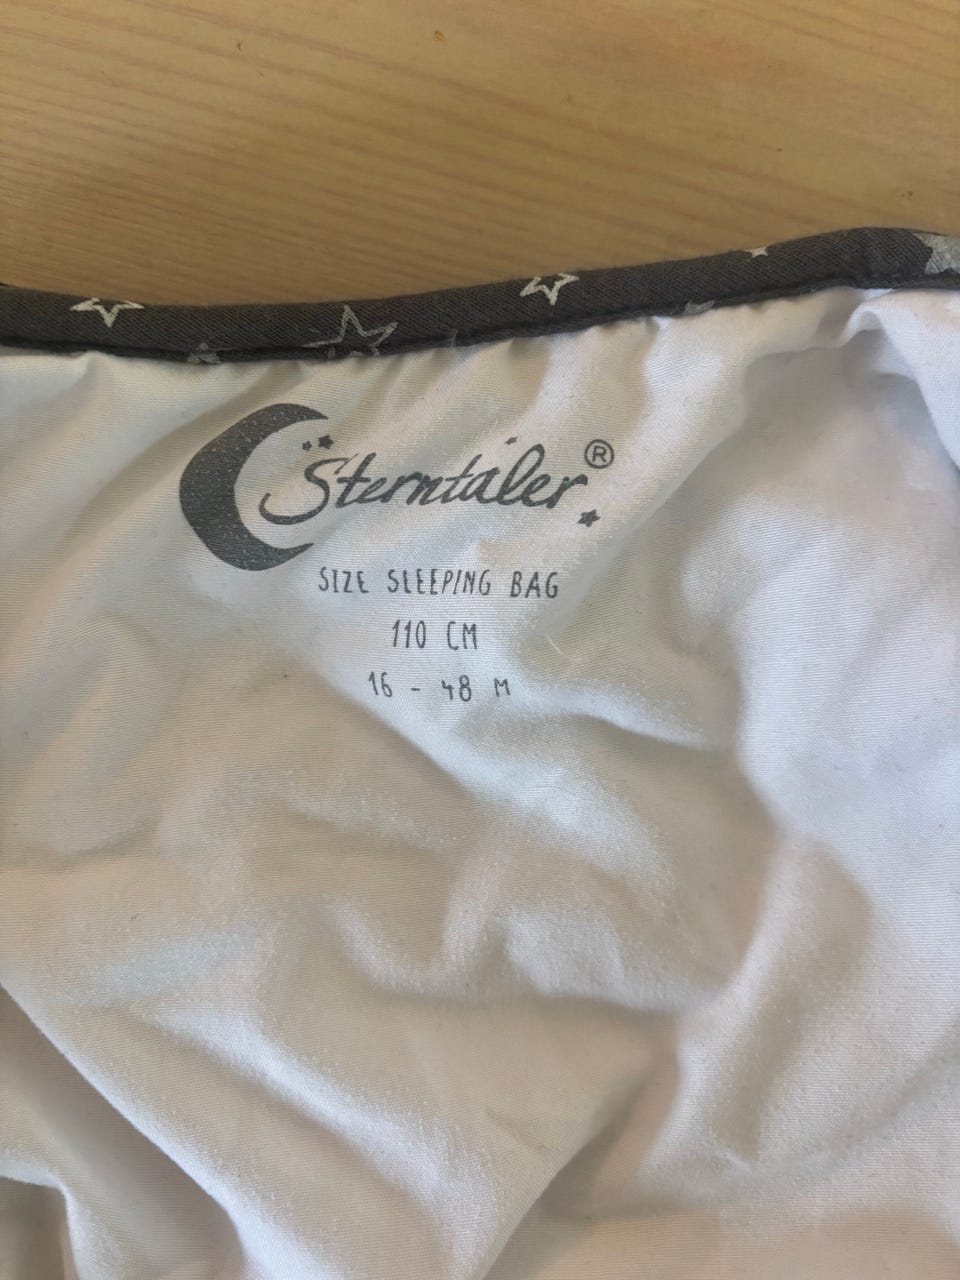 Sterntaler®
SIZE SLEEPING BAG
110 CM
16 - 48 M